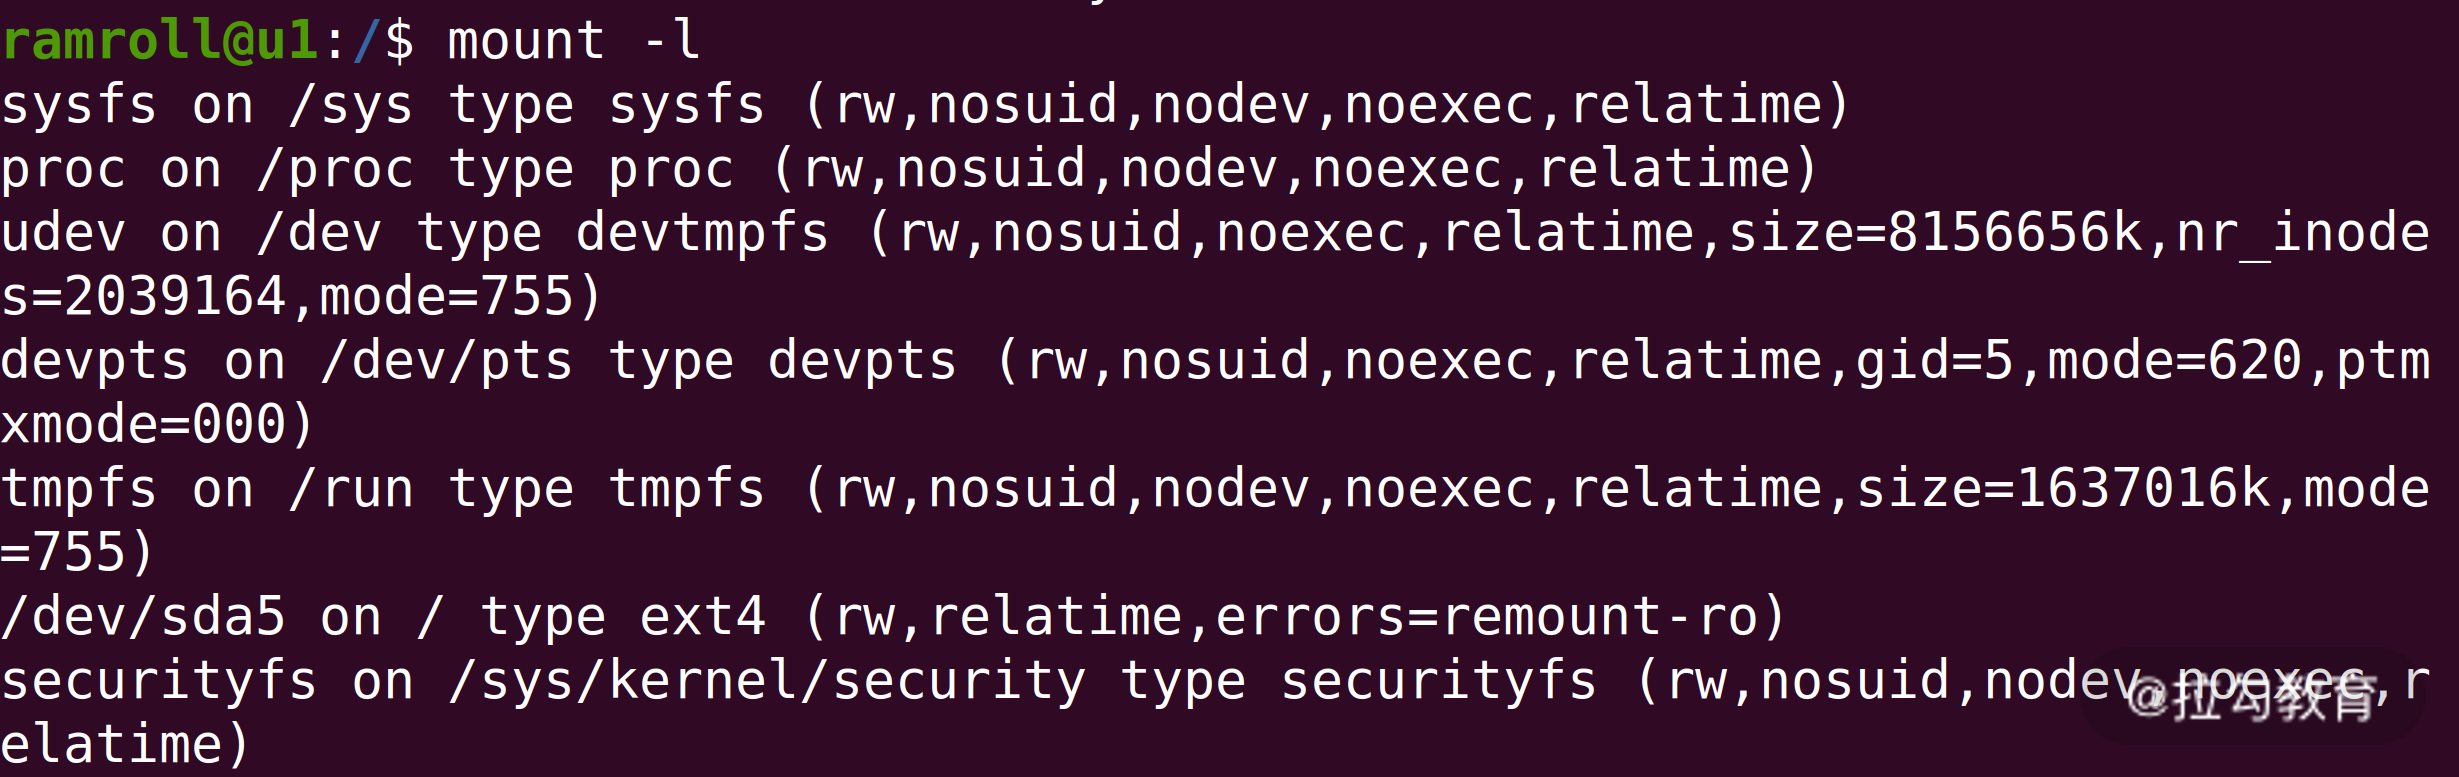 ramroll@u1:/$ mount -l
sysfs on /sys type sysfs (rw,nosuid,nodev,noexec,relatime)
proc on /proc type proc (rw,nosuid,nodev,noexec,relatime)
udev on /dev type devtmpfs (rw,nosuid,noexec,relatime,size=8156656k,nr_inode
s=2039164,mode=755)
devpts on /dev/pts type devpts (rw,nosuid,noexec,relatime,gid=5,mode=620,ptm
xmode=000)
tmpfs on /run type tmpfs (rw,nosuid,nodev,noexec,relatime,size=1637016k,mode
=755)
/dev/sda5 on / type ext4 (rw,relatime,errors=remount-ro)
securityfs on /sys/kernel/security type securityfs (rw,nosuid,nodev,noexec,r
elatime)
@拉勾教育